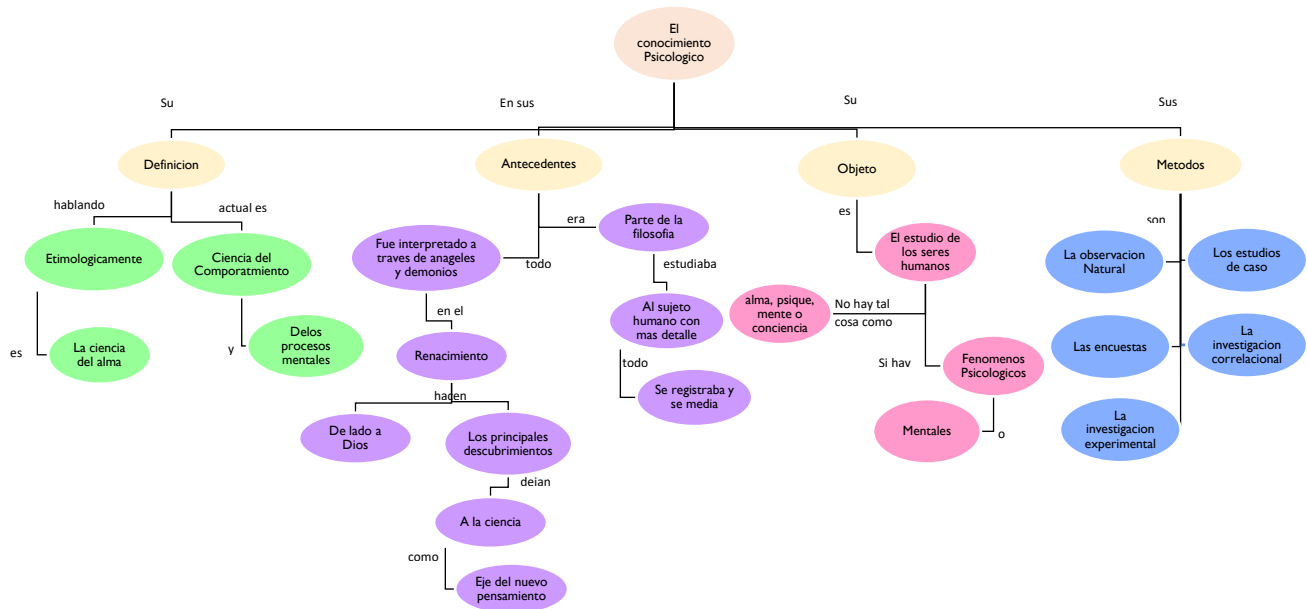 El
conocimiento
Psicologico
Su
En sus
Su
Sus
Definicion
Antecedentes
Objeto
Metodos
hablando
actual es
Etimologicamente
Ciencia del
Comporatmiento
es
La ciencia
del alma
y
Delos
procesos
mentales
era
Parte de la
filosofia
todo
Fue interpretado a
traves de anageles
y demonios
estudiaba
en el
Al sujeto
humano con
mas detalle
Renacimiento
todo
Se registraba y
se media
hacen
De lado a
Dios
Los principales
descubrimientos
deian
A la ciencia
como
Eje del nuevo
pensamiento
es
El estudio de
los seres
humanos
alma, psique,
mente o
conciencia
No hay tal
cosa como
Si hav
Fenomenos
Psicologicos
Mentales
o
son
La observacion
Natural
Los estudios
de caso
Las encuestas
La
investigacion
correlacional
La
investigacion
experimental